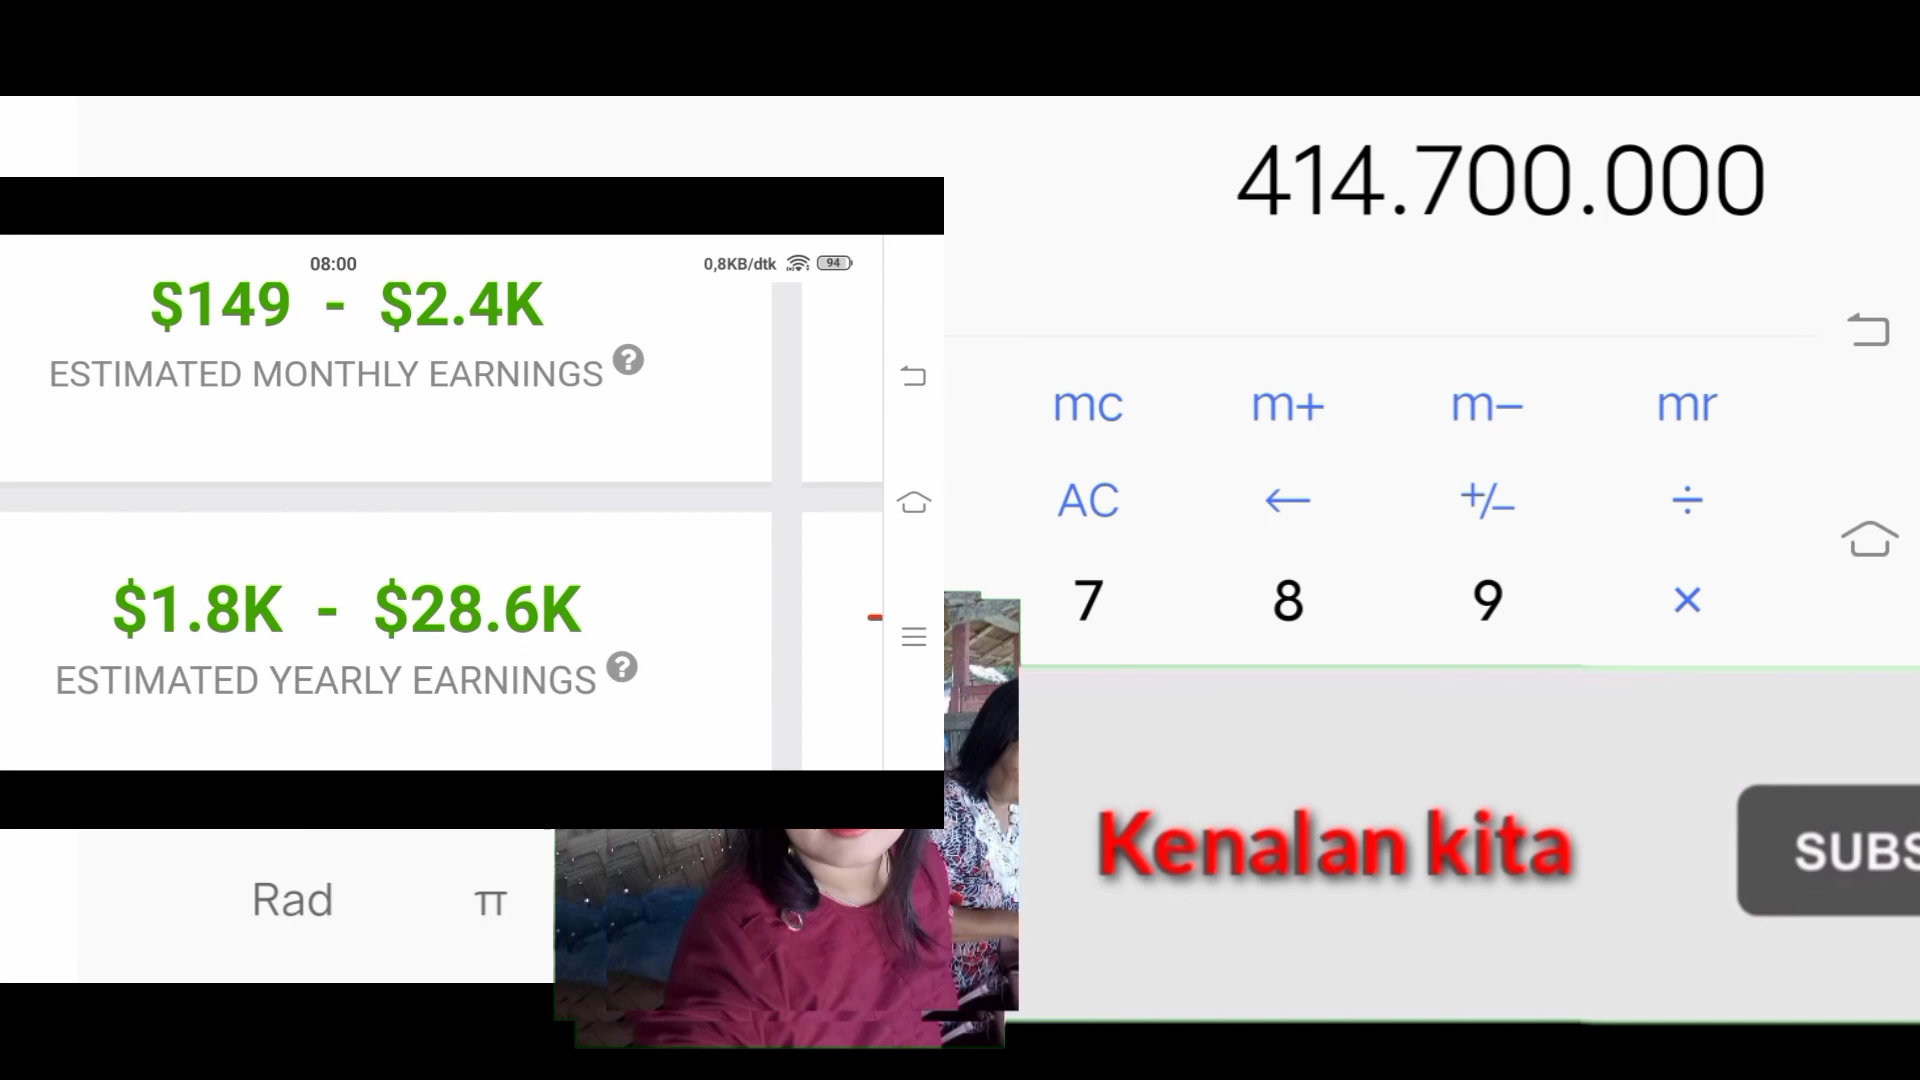 414.700.000
08:00
0,8KB/dtk 94
$149 - $2.4K
ESTIMATED MONTHLY EARNINGS ?
$1.8K - $28.6K
ESTIMATED YEARLY EARNINGS ?
mc m+ m– mr
AC ← +/– ÷
7 8 9 ×
Kenalan kita
SUBS
Rad π